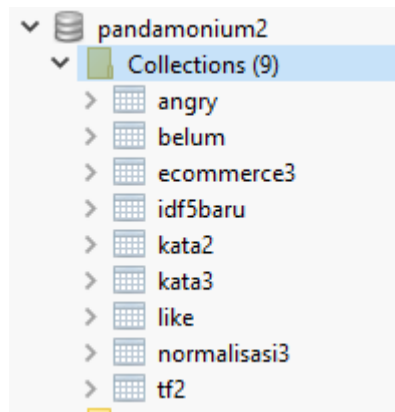 pandamonium2
Collections (9)
angry
belum
ecommerce3
idf5baru
kata2
kata3
like
normalisasi3
tf2